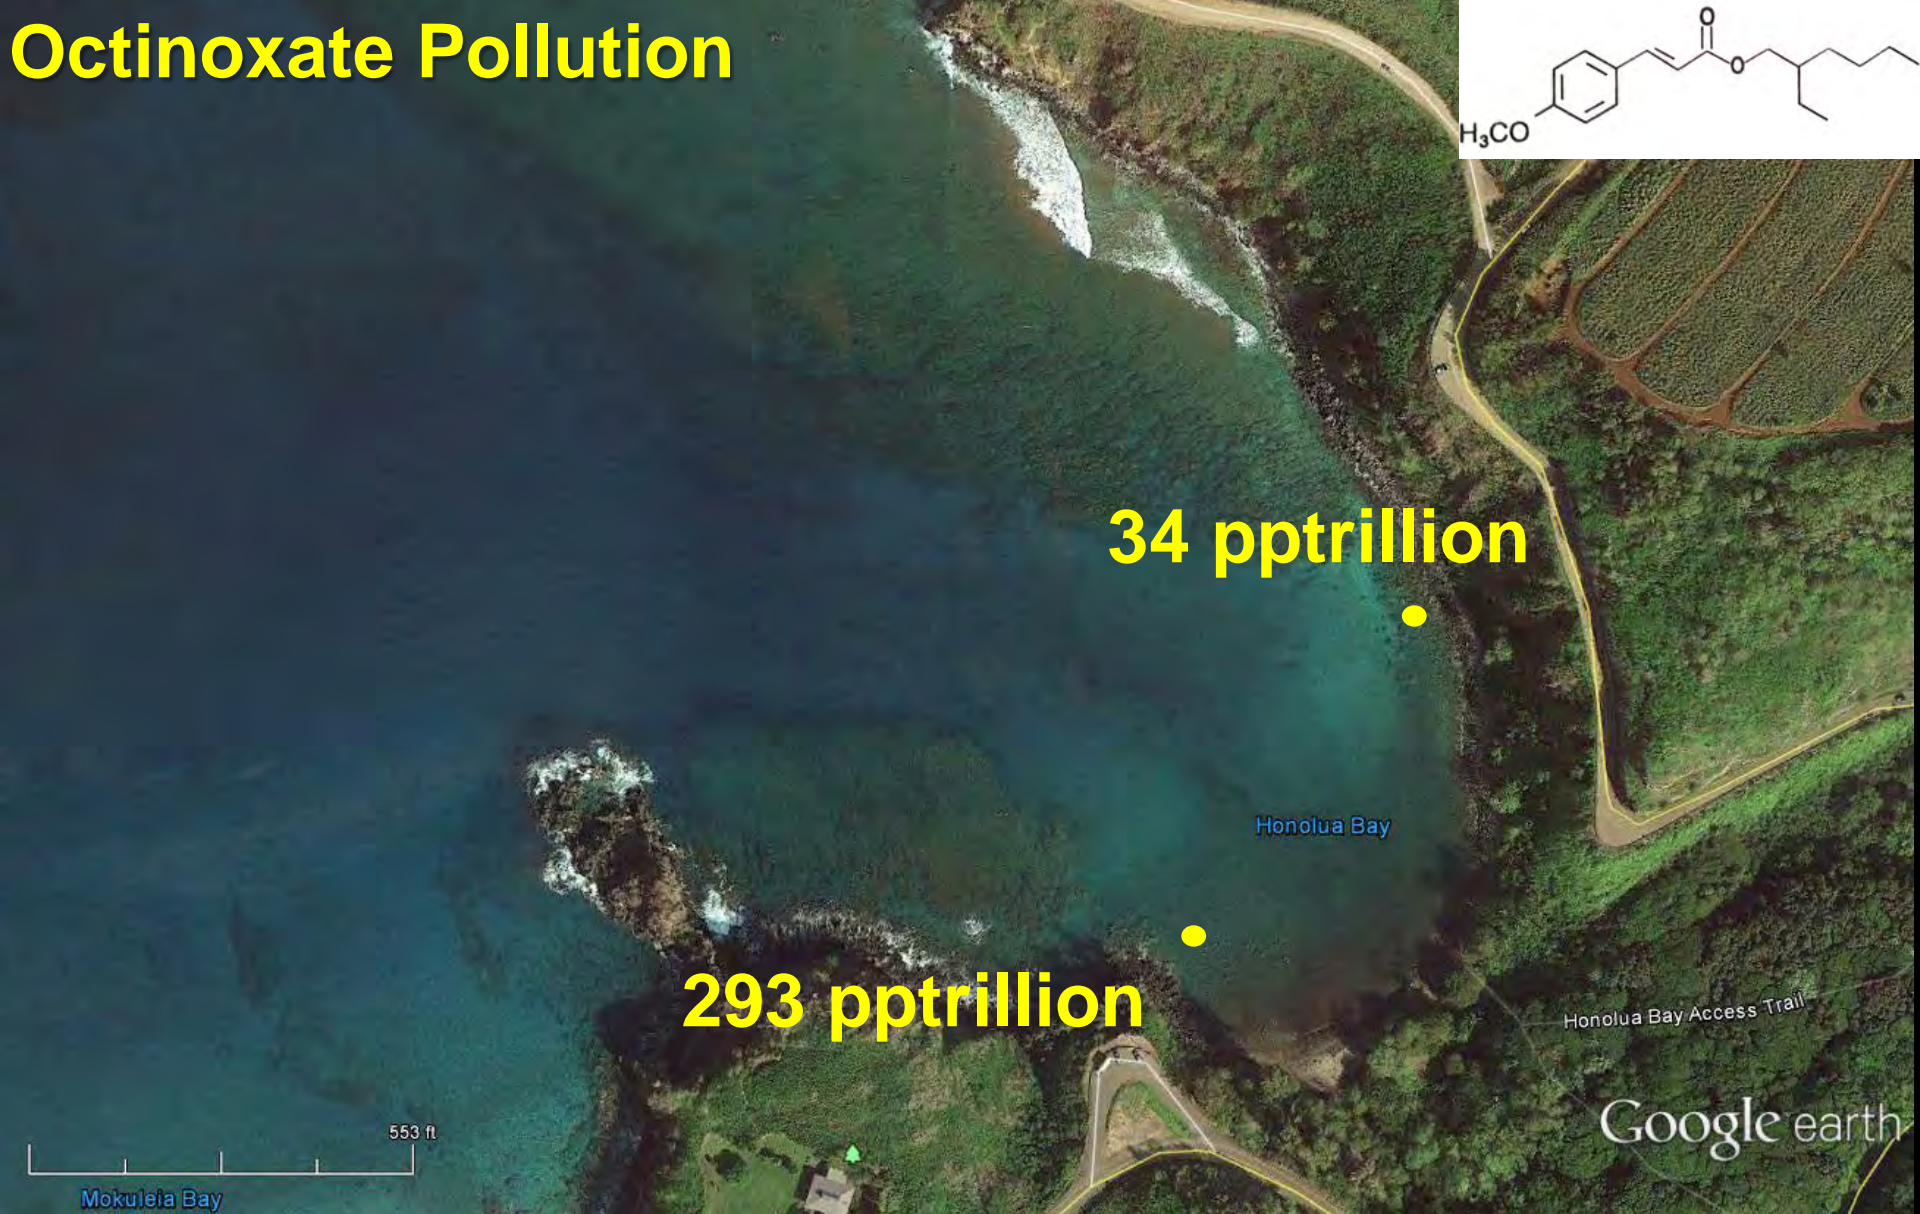 Octinoxate Pollution
O
O
H₃CO
34 pptrillion
Honolua Bay
293 pptrillion
Honolua Bay Access Trail
Google earth
553 ft
Mokuleia Bay